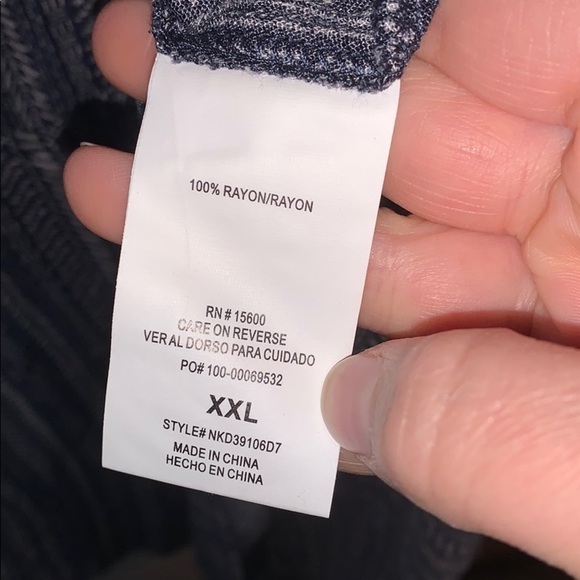 100% RAYON/RAYON
RN # 15600
CARE ON REVERSE
VER AL DORSO PARA CUIDADO
PO# 100-00069532
XXL
STYLE# NKD39106D7
MADE IN CHINA
HECHO EN CHINA